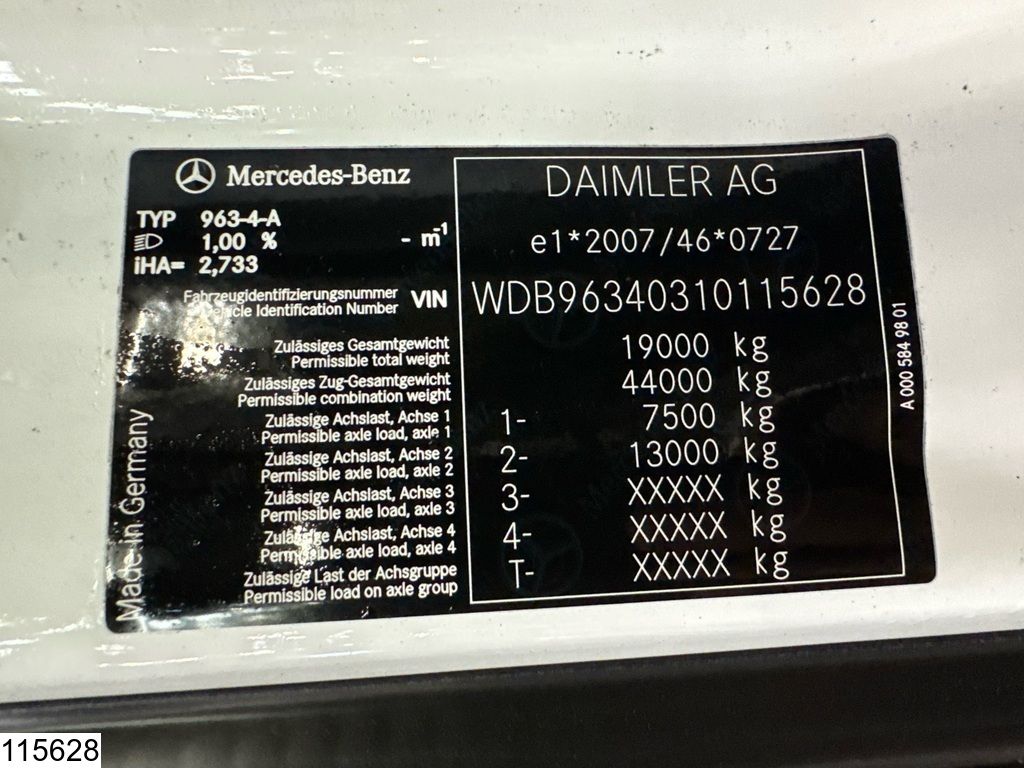 Mercedes-Benz
TYP 963-4-A
1,00 % - m-1
iHA= 2,733
Fahrzeugidentifizierungsnummer
Vehicle Identification Number VIN
Zulässiges Gesamtgewicht
Permissible total weight
Zulässiges Zug-Gesamtgewicht
Permissible combination weight
Zulässige Achslast, Achse 1
Permissible axle load, axle 1
Zulässige Achslast, Achse 2
Permissible axle load, axle 2
Zulässige Achslast, Achse 3
Permissible axle load, axle 3
Zulässige Achslast, Achse 4
Permissible axle load, axle 4
Zulässige Last der Achsgruppe
Permissible load on axle group
Made in Germany
DAIMLER AG
e1*2007/46*0727
WDB96340310115628
19000 kg
44000 kg
1- 7500 kg
2- 13000 kg
3- XXXXX kg
4- XXXXX kg
T- XXXXX kg
A 000 584 98 01
115628